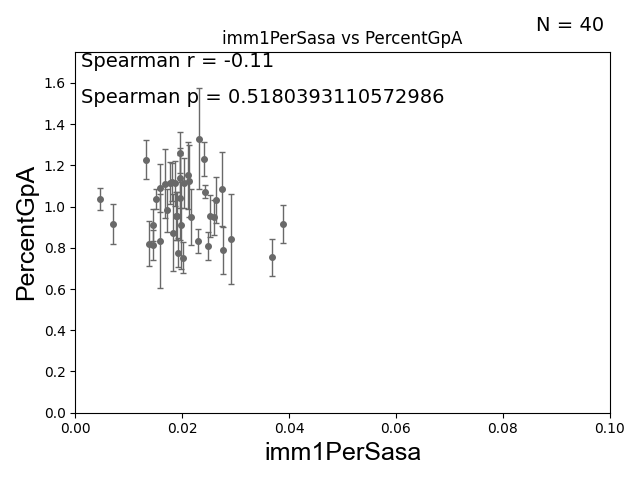 N = 40
imm1PerSasa vs PercentGpA
Spearman r = -0.11
Spearman p = 0.5180393110572986
PercentGpA
1.6
1.4
1.2
1.0
0.8
0.6
0.4
0.2
0.0
0.00 0.02 0.04 0.06 0.08 0.10
imm1PerSasa